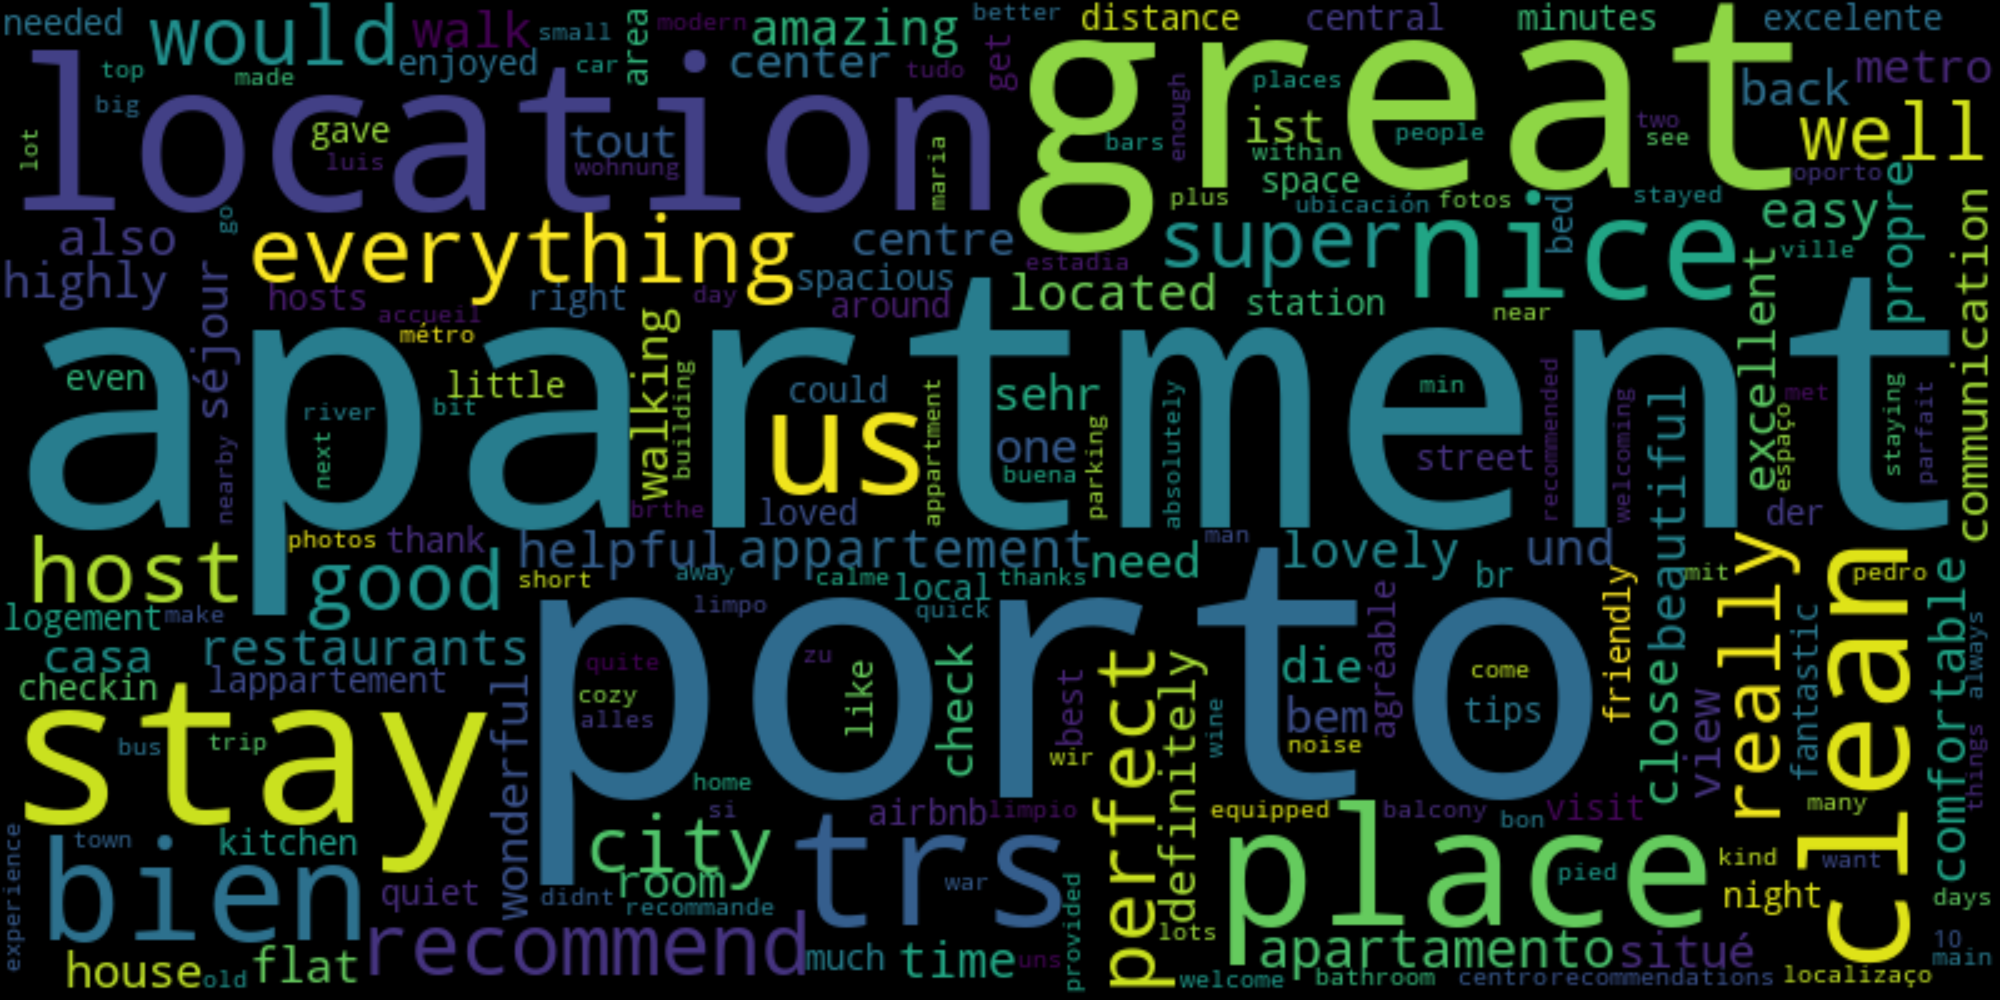 needed
would
walk
small
area
modern
amazing
better
distance
central
minutes
excelente
top
made
enjoyed
car
center
tudo
get
great
places
back
metro
big
location
lot
gave
luis
tout
wohnung
maria
bars
enough
ist
within
people
two
see
well
oporto
space
plus
ubicación
fotos
stayed
easy
propre
also
go
everything
centre
super
nice
bed
ville
communication
highly
séjour
hosts
accueil
right
day
spacious
around
estadia
located
station
near
excellent
métro
apartment
even
little
bit
river
next
nearby
walking
building
could
us
appartment
sehr
one
buena
parking
absolutely
min
street
recommended
welcoming
beautiful
espaço
met
staying
parfait
brthe
loved
der
host
photos
thank
good
helpful
appartement
short
away
calme
local
thanks
need
man
lovely
und
br
mit
really
clean
pedro
logement
make
limpo
quick
friendly
comfortable
always
casa
restaurants
checkin
lappartement
wonderful
porto
quite
cozy
alles
zu
like
check
best
wir
perfect
definitely
wine
die
bem
noise
agréable
come
tips
close
view
fantastic
things
stay
bus
trip
home
si
airbnb
limpio
equipped
balcony
bon
visit
many
town
bien
kitchen
city
room
trs
place
kind
want
experience
quiet
didnt
recommande
war
provided
pied
night
days
house
old
flat
recommend
much
time
uns
lots
apartamento
situé
10
main
welcome
bathroom
centro
recommendations
localizaço